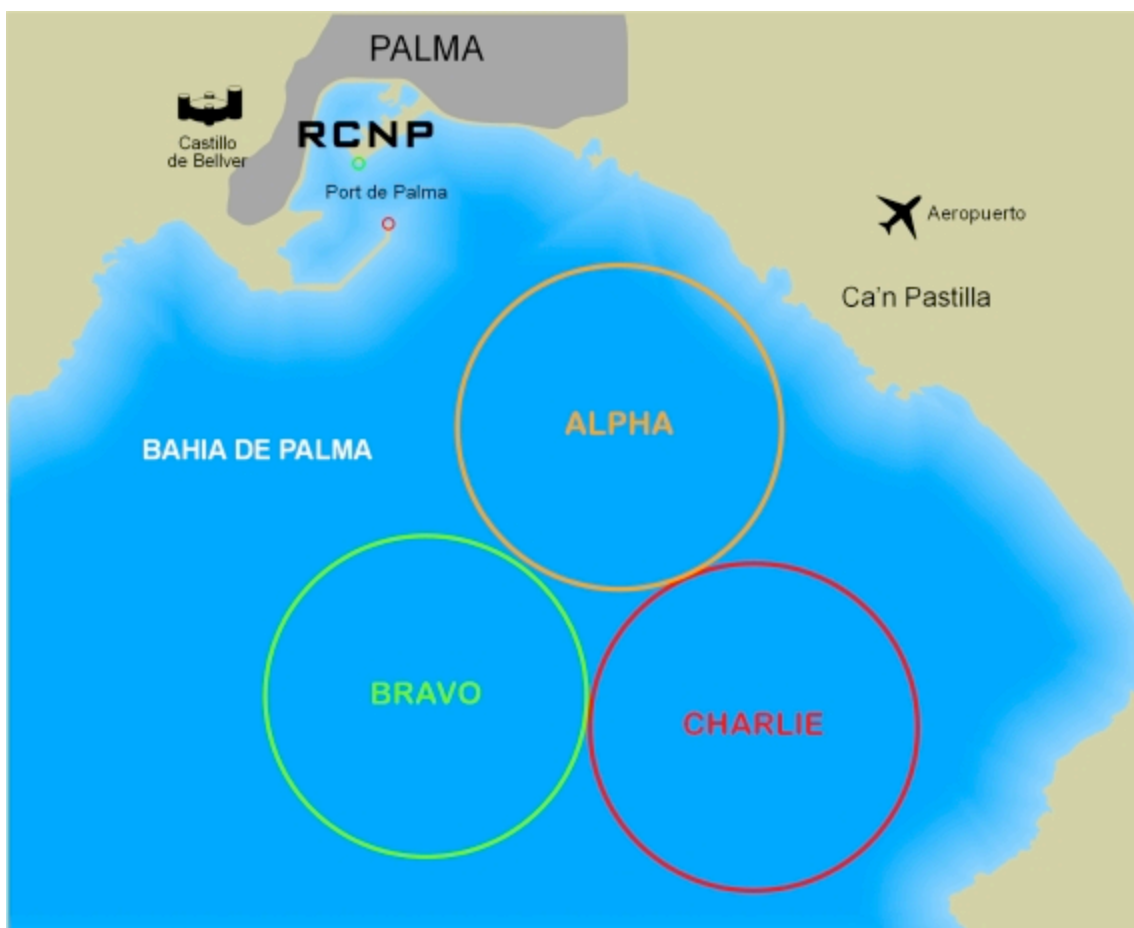 PALMA
RCNP
Castillo
de Bellver
Port de Palma
Aeropuerto
Ca'n Pastilla
ALPHA
BAHIA DE PALMA
BRAVO
CHARLIE